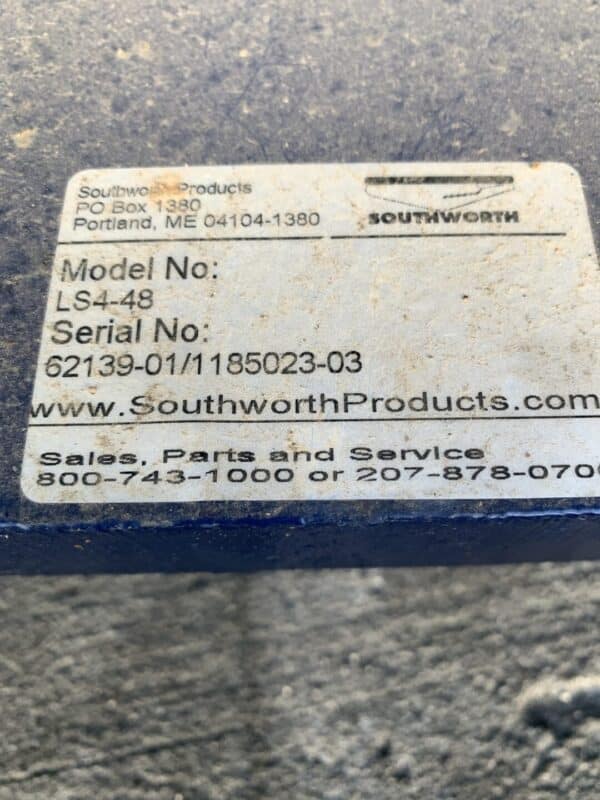 Southworth Products
PO Box 1380
Portland, ME 04104-1380
SOUTHWORTH
Model No:
LS4-48
Serial No:
62139-01/1185023-03
www.SouthworthProducts.com
Sales, Parts and Service
800-743-1000 or 207-878-0700